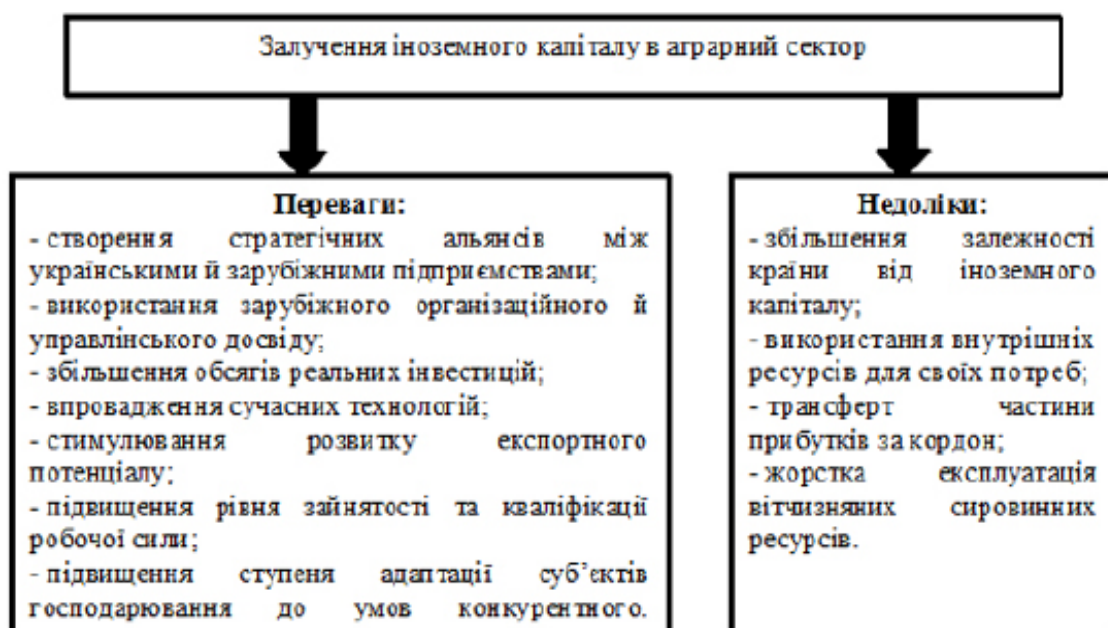 Залучення іноземного капіталу в аграрний сектор
Переваги:
- створення стратегічних альянсів між
українськими й зарубіжними підприємствами;
- використання зарубіжного організаційного й
управлінського досвіду;
- збільшення обсягів реальних інвестицій;
- впровадження сучасних технологій;
- стимулювання розвитку експортного
потенціалу;
- підвищення рівня зайнятості та кваліфікації
робочої сили;
- підвищення ступеня адаптації суб’єктів
господарювання до умов конкурентного.
Недоліки:
- збільшення залежності
країни від іноземного
капіталу;
- використання внутрішніх
ресурсів для своїх потреб;
- трансферт частини
прибутків за кордон;
- жорстка експлуатація
вітчизняних сировинних
ресурсів.